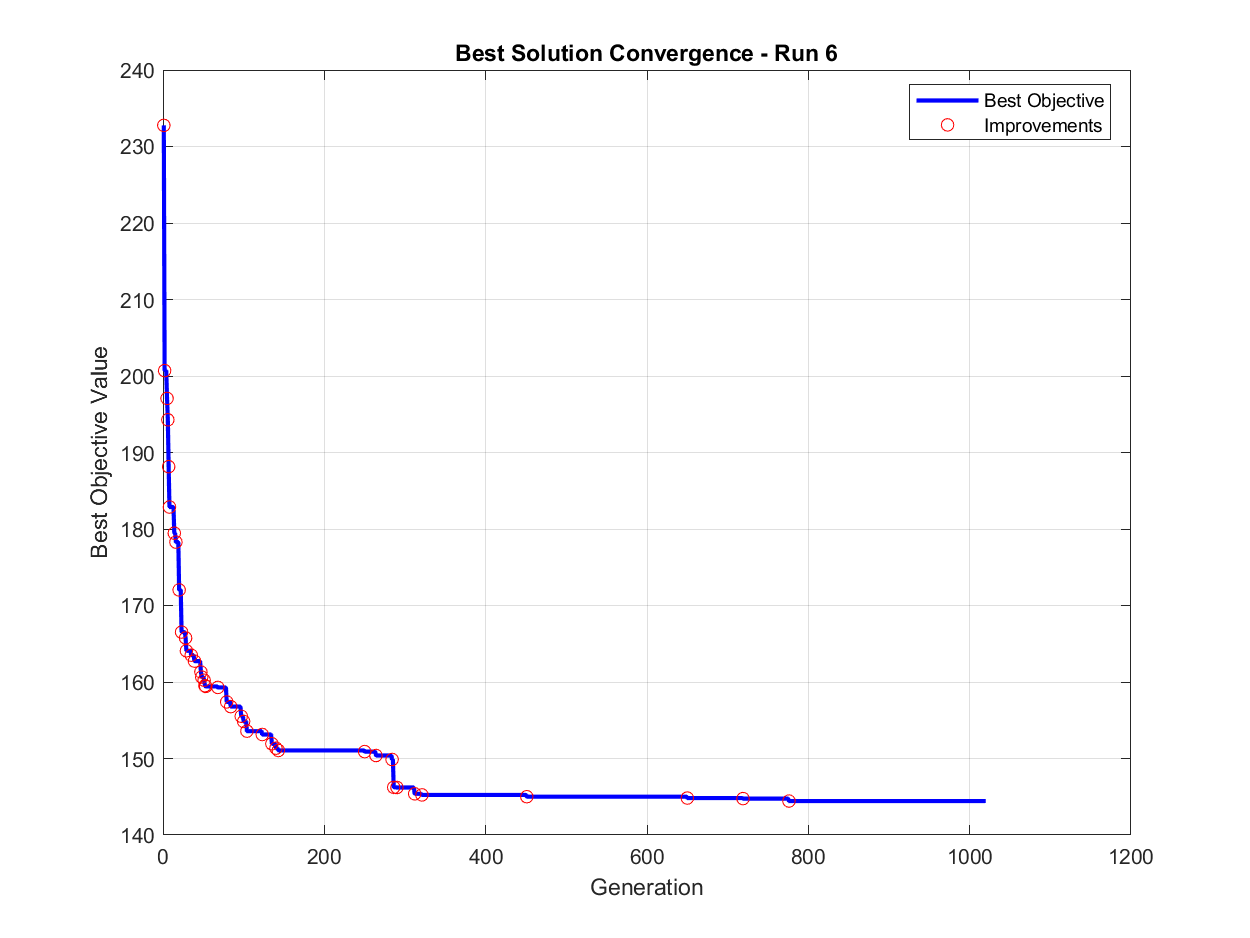 Best Solution Convergence - Run 6
240
230
220
210
200
190
180
170
160
150
140
Best Objective Value
Best Objective
Improvements
0 200 400 600 800 1000 1200
Generation